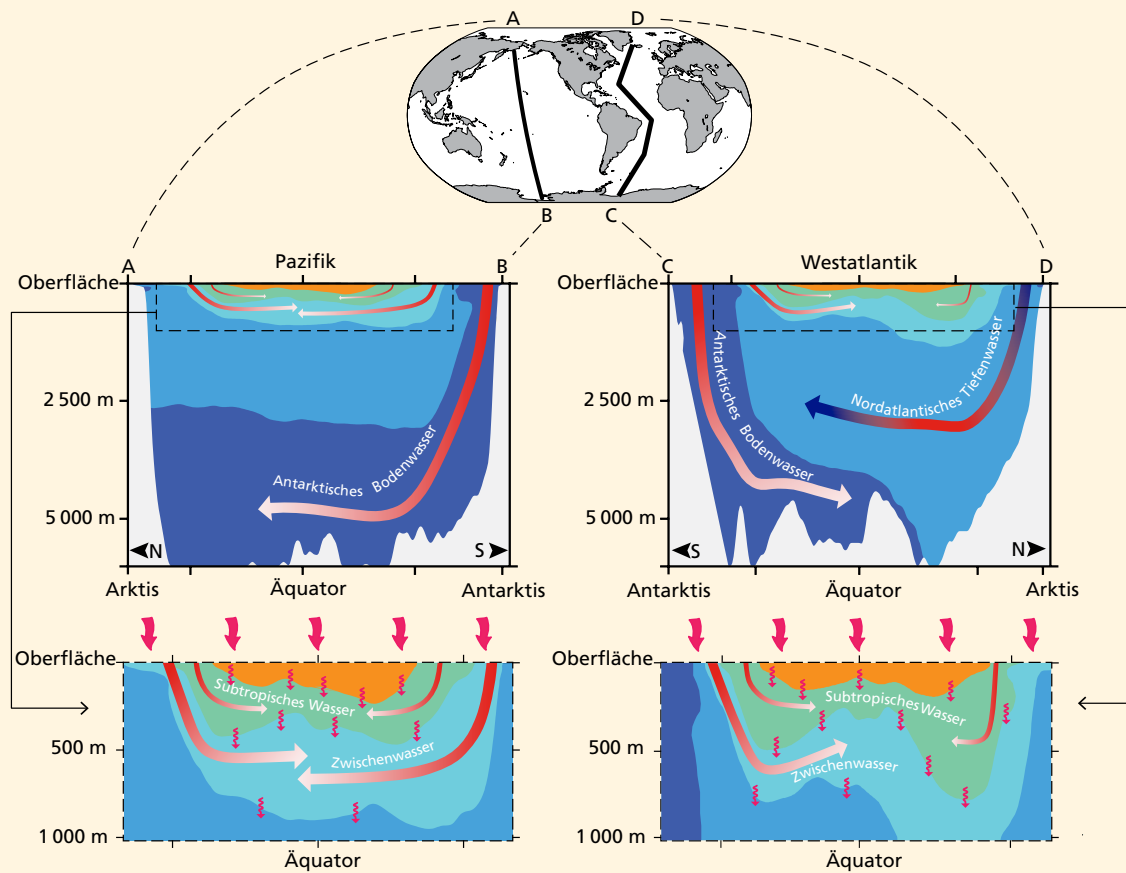 A D
B C
A Pazifik B
C Westatlantik D
Oberfläche
Oberfläche
2 500 m
2 500 m
5 000 m
5 000 m
Antarktisches Bodenwasser
Antarktisches Bodenwasser
Nordatlantisches Tiefenwasser
N S
S N
Arktis Äquator Antarktis
Antarktis Äquator Arktis
Oberfläche
500 m
1 000 m
Subtropisches Wasser
Zwischenwasser
Äquator
Oberfläche
500 m
1 000 m
Subtropisches Wasser
Zwischenwasser
Äquator